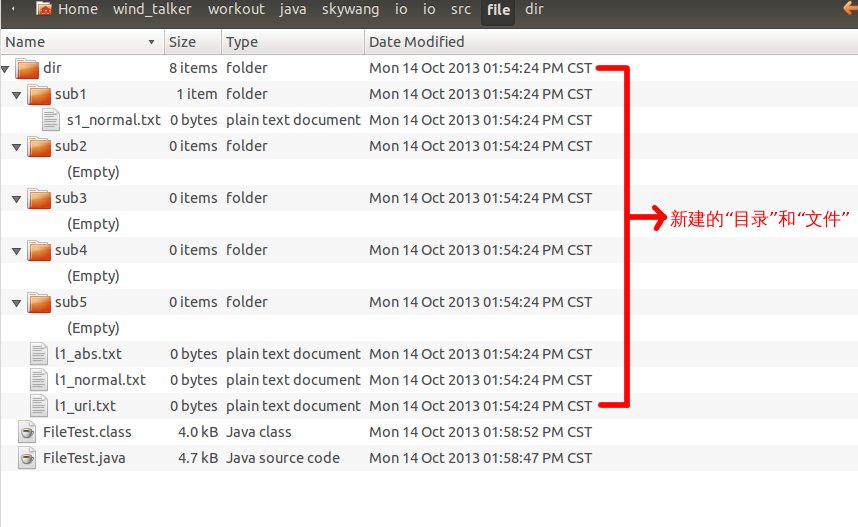 Home wind_talker workout java skywang io io src file dir
Name Size Type Date Modified
dir 8 items folder Mon 14 Oct 2013 01:54:24 PM CST
sub1 1 item folder Mon 14 Oct 2013 01:54:24 PM CST
s1_normal.txt 0 bytes plain text document Mon 14 Oct 2013 01:54:24 PM CST
sub2 0 items folder Mon 14 Oct 2013 01:54:24 PM CST
(Empty)
sub3 0 items folder Mon 14 Oct 2013 01:54:24 PM CST
(Empty)
新建的“目录”和“文件”
sub4 0 items folder Mon 14 Oct 2013 01:54:24 PM CST
(Empty)
sub5 0 items folder Mon 14 Oct 2013 01:54:24 PM CST
(Empty)
l1_abs.txt 0 bytes plain text document Mon 14 Oct 2013 01:54:24 PM CST
l1_normal.txt 0 bytes plain text document Mon 14 Oct 2013 01:54:24 PM CST
l1_uri.txt 0 bytes plain text document Mon 14 Oct 2013 01:54:24 PM CST
FileTest.class 4.0 kB Java class Mon 14 Oct 2013 01:58:52 PM CST
FileTest.java 4.7 kB Java source code Mon 14 Oct 2013 01:58:47 PM CST